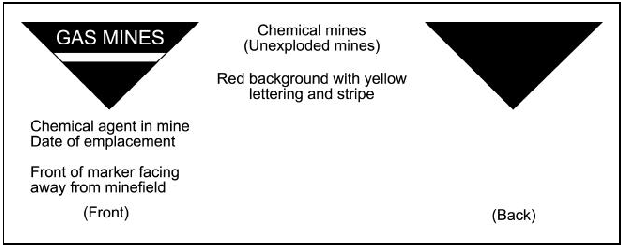 GAS MINES
Chemical agent in mine
Date of emplacement
Front of marker facing
away from minefield
(Front)
Chemical mines
(Unexploded mines)
Red background with yellow
lettering and stripe
(Back)